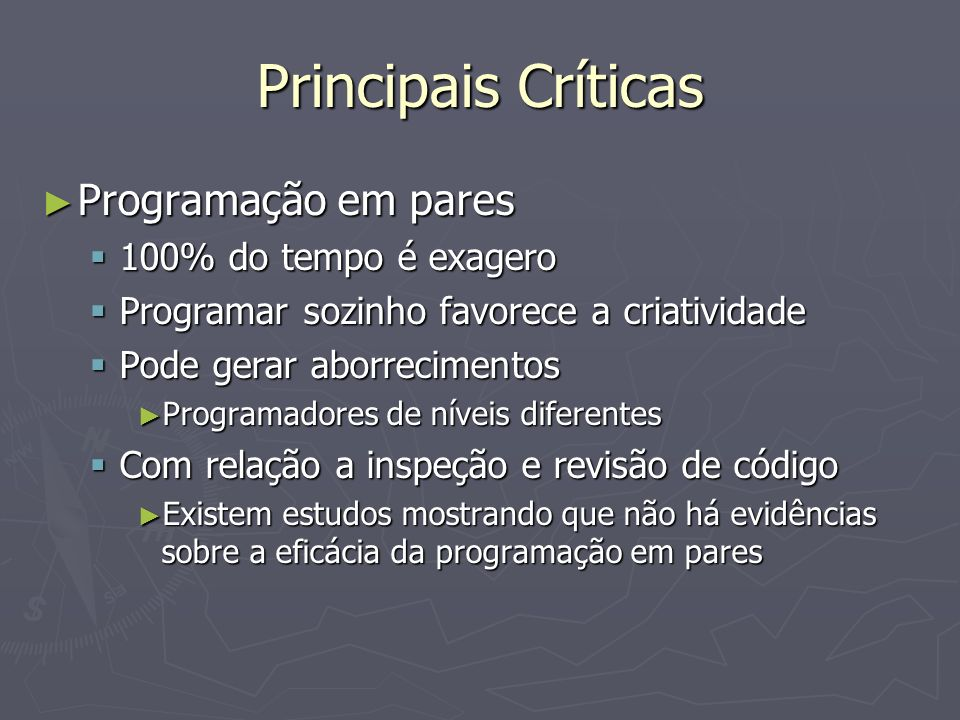 Principais Críticas
► Programação em pares
▪ 100% do tempo é exagero
▪ Programar sozinho favorece a criatividade
▪ Pode gerar aborrecimentos
► Programadores de níveis diferentes
▪ Com relação a inspeção e revisão de código
► Existem estudos mostrando que não há evidências
sobre a eficácia da programação em pares